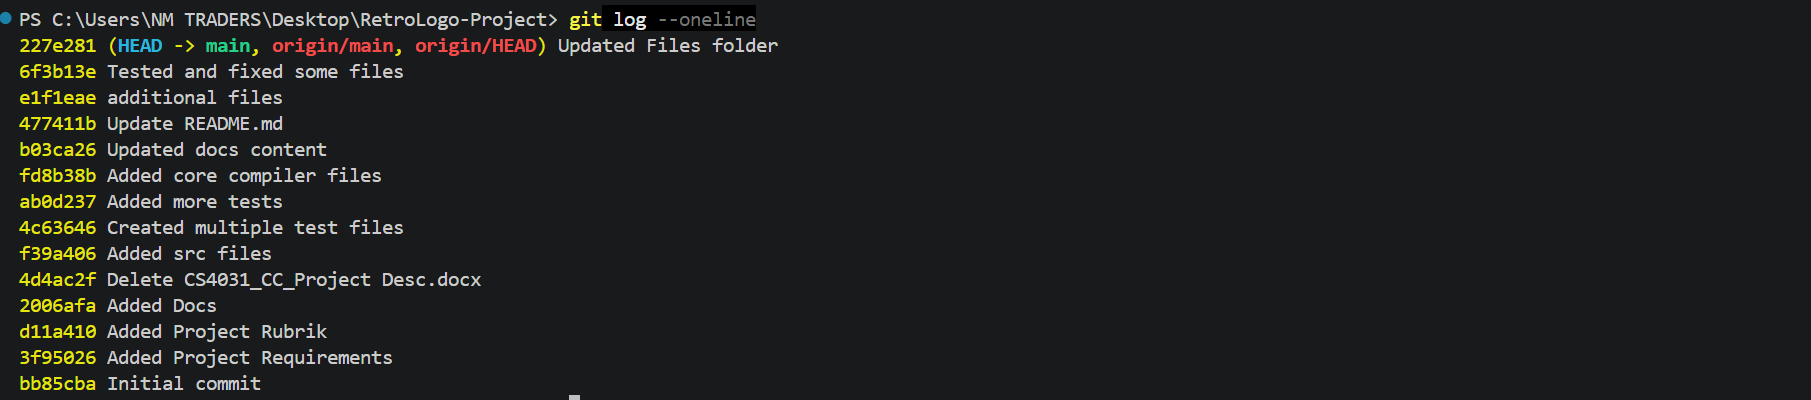 PS C:\Users\NM TRADERS\Desktop\RetroLogo-Project> git log --oneline
227e281 (HEAD -> main, origin/main, origin/HEAD) Updated Files folder
6f3b13e Tested and fixed some files
e1f1eae additional files
477411b Update README.md
b03ca26 Updated docs content
fd8b38b Added core compiler files
ab0d237 Added more tests
4c63646 Created multiple test files
f39a406 Added src files
4d4ac2f Delete CS4031_CC_Project Desc.docx
2006afa Added Docs
d11a410 Added Project Rubrik
3f95026 Added Project Requirements
bb85cba Initial commit